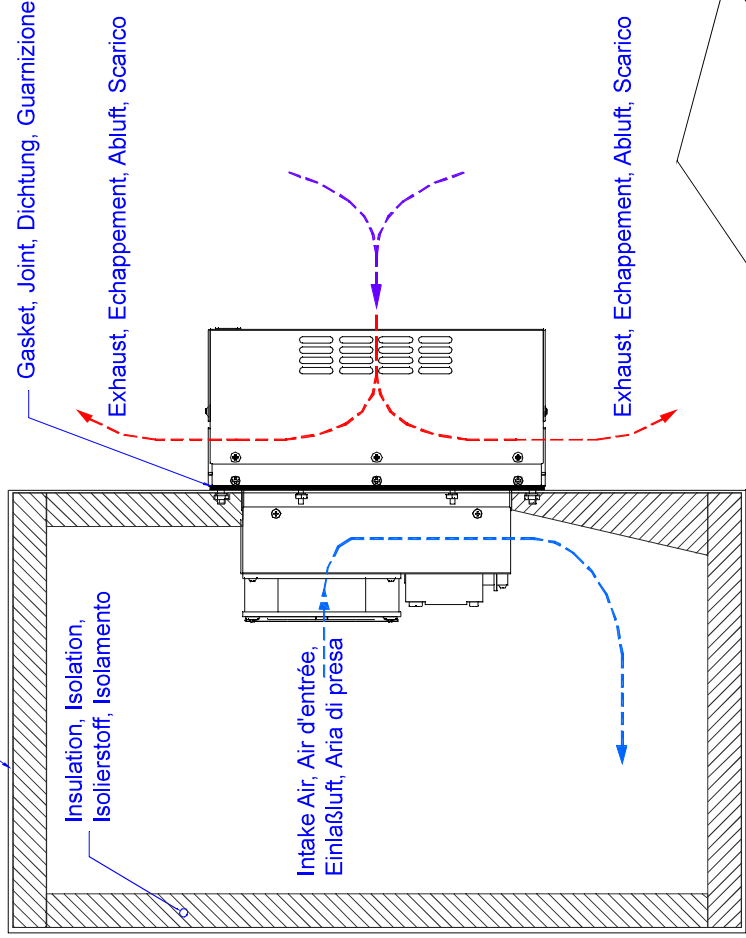 Gasket, Joint, Dichtung, Guarnizione
Exhaust, Echappement, Abluft, Scarico
Exhaust, Echappement, Abluft, Scarico
Insulation, Isolation,
Isolierstoff, Isolamento
Intake Air, Air d'entrée,
Einlaßluft, Aria di presa